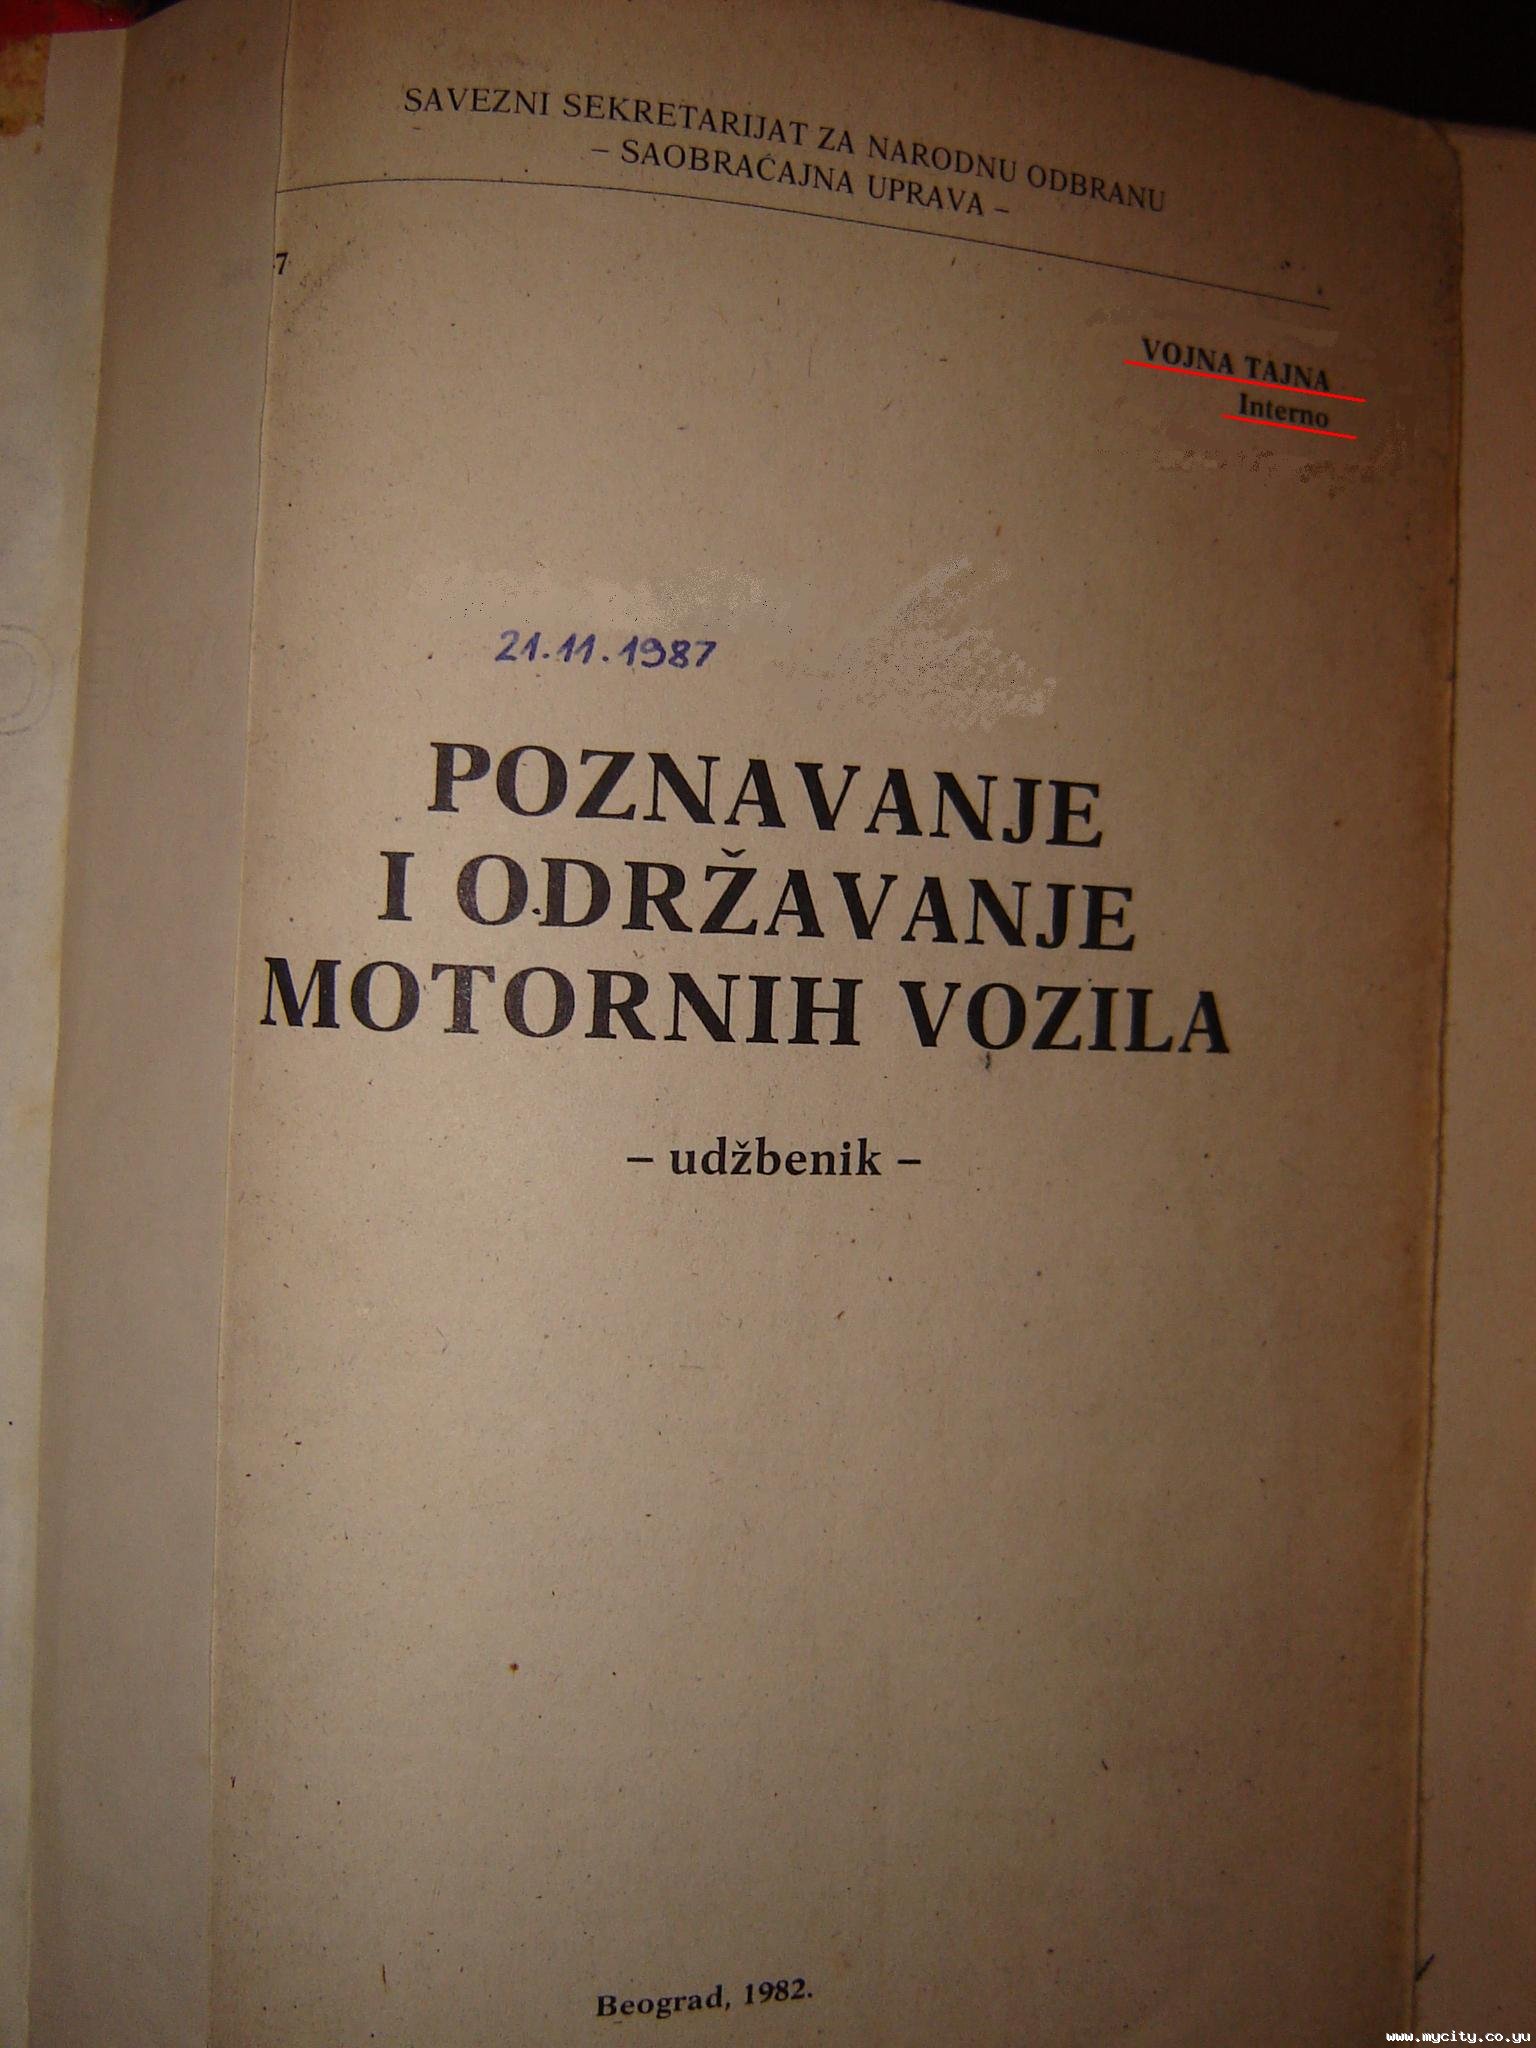 SAVEZNI SEKRETARIJAT ZA NARODNU ODBRANU
– SAOBRAĆAJNA UPRAVA –
7
VOJNA TAJNA
Interno
21.11.1987
POZNAVANJE
I ODRŽAVANJE
MOTORNIH VOZILA
– udžbenik –
Beograd, 1982.
www.mycity.co.yu